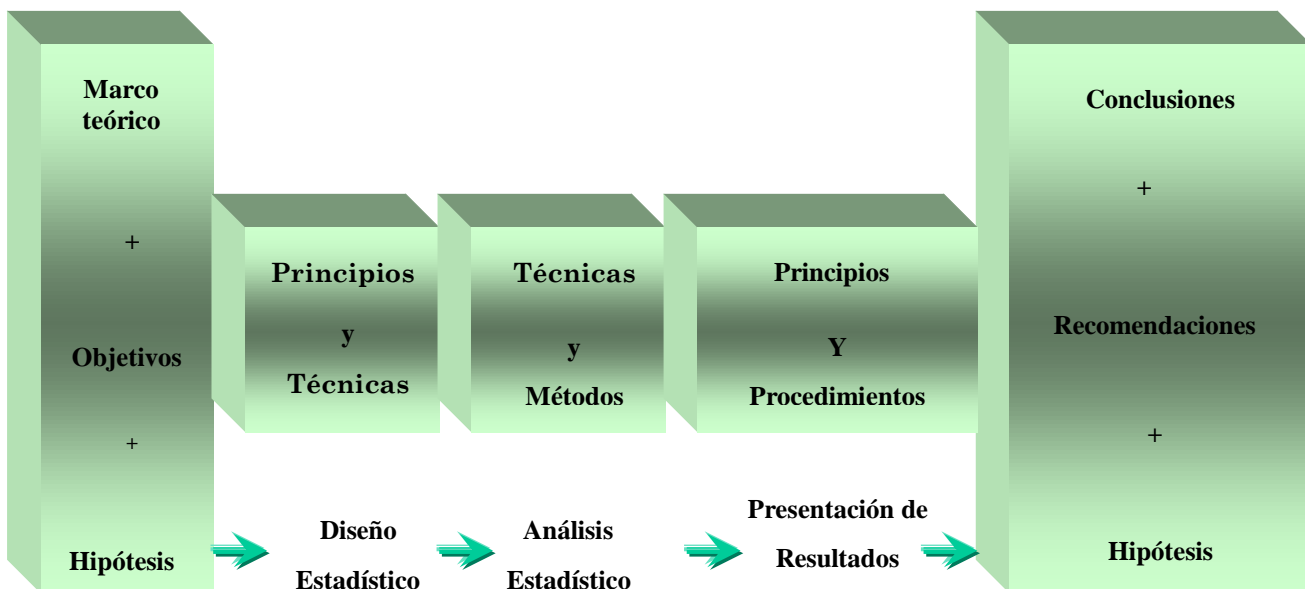 Marco
teórico
+
Objetivos
+
Hipótesis
Principios
y
Técnicas
Técnicas
y
Métodos
Principios
Y
Procedimientos
Diseño
Estadístico
Análisis
Estadístico
Presentación de
Resultados
Conclusiones
+
Recomendaciones
+
Hipótesis